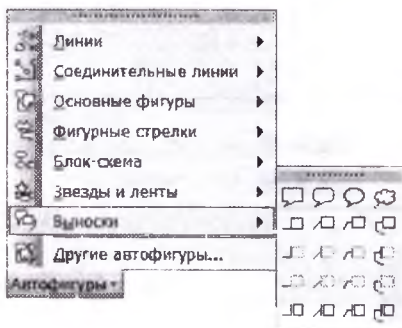 Линии
Соединительные линии
Основные фигуры
Фигурные стрелки
Блок-схема
Звезды и ленты
Выноски
Другие автофигуры...
Автофигуры